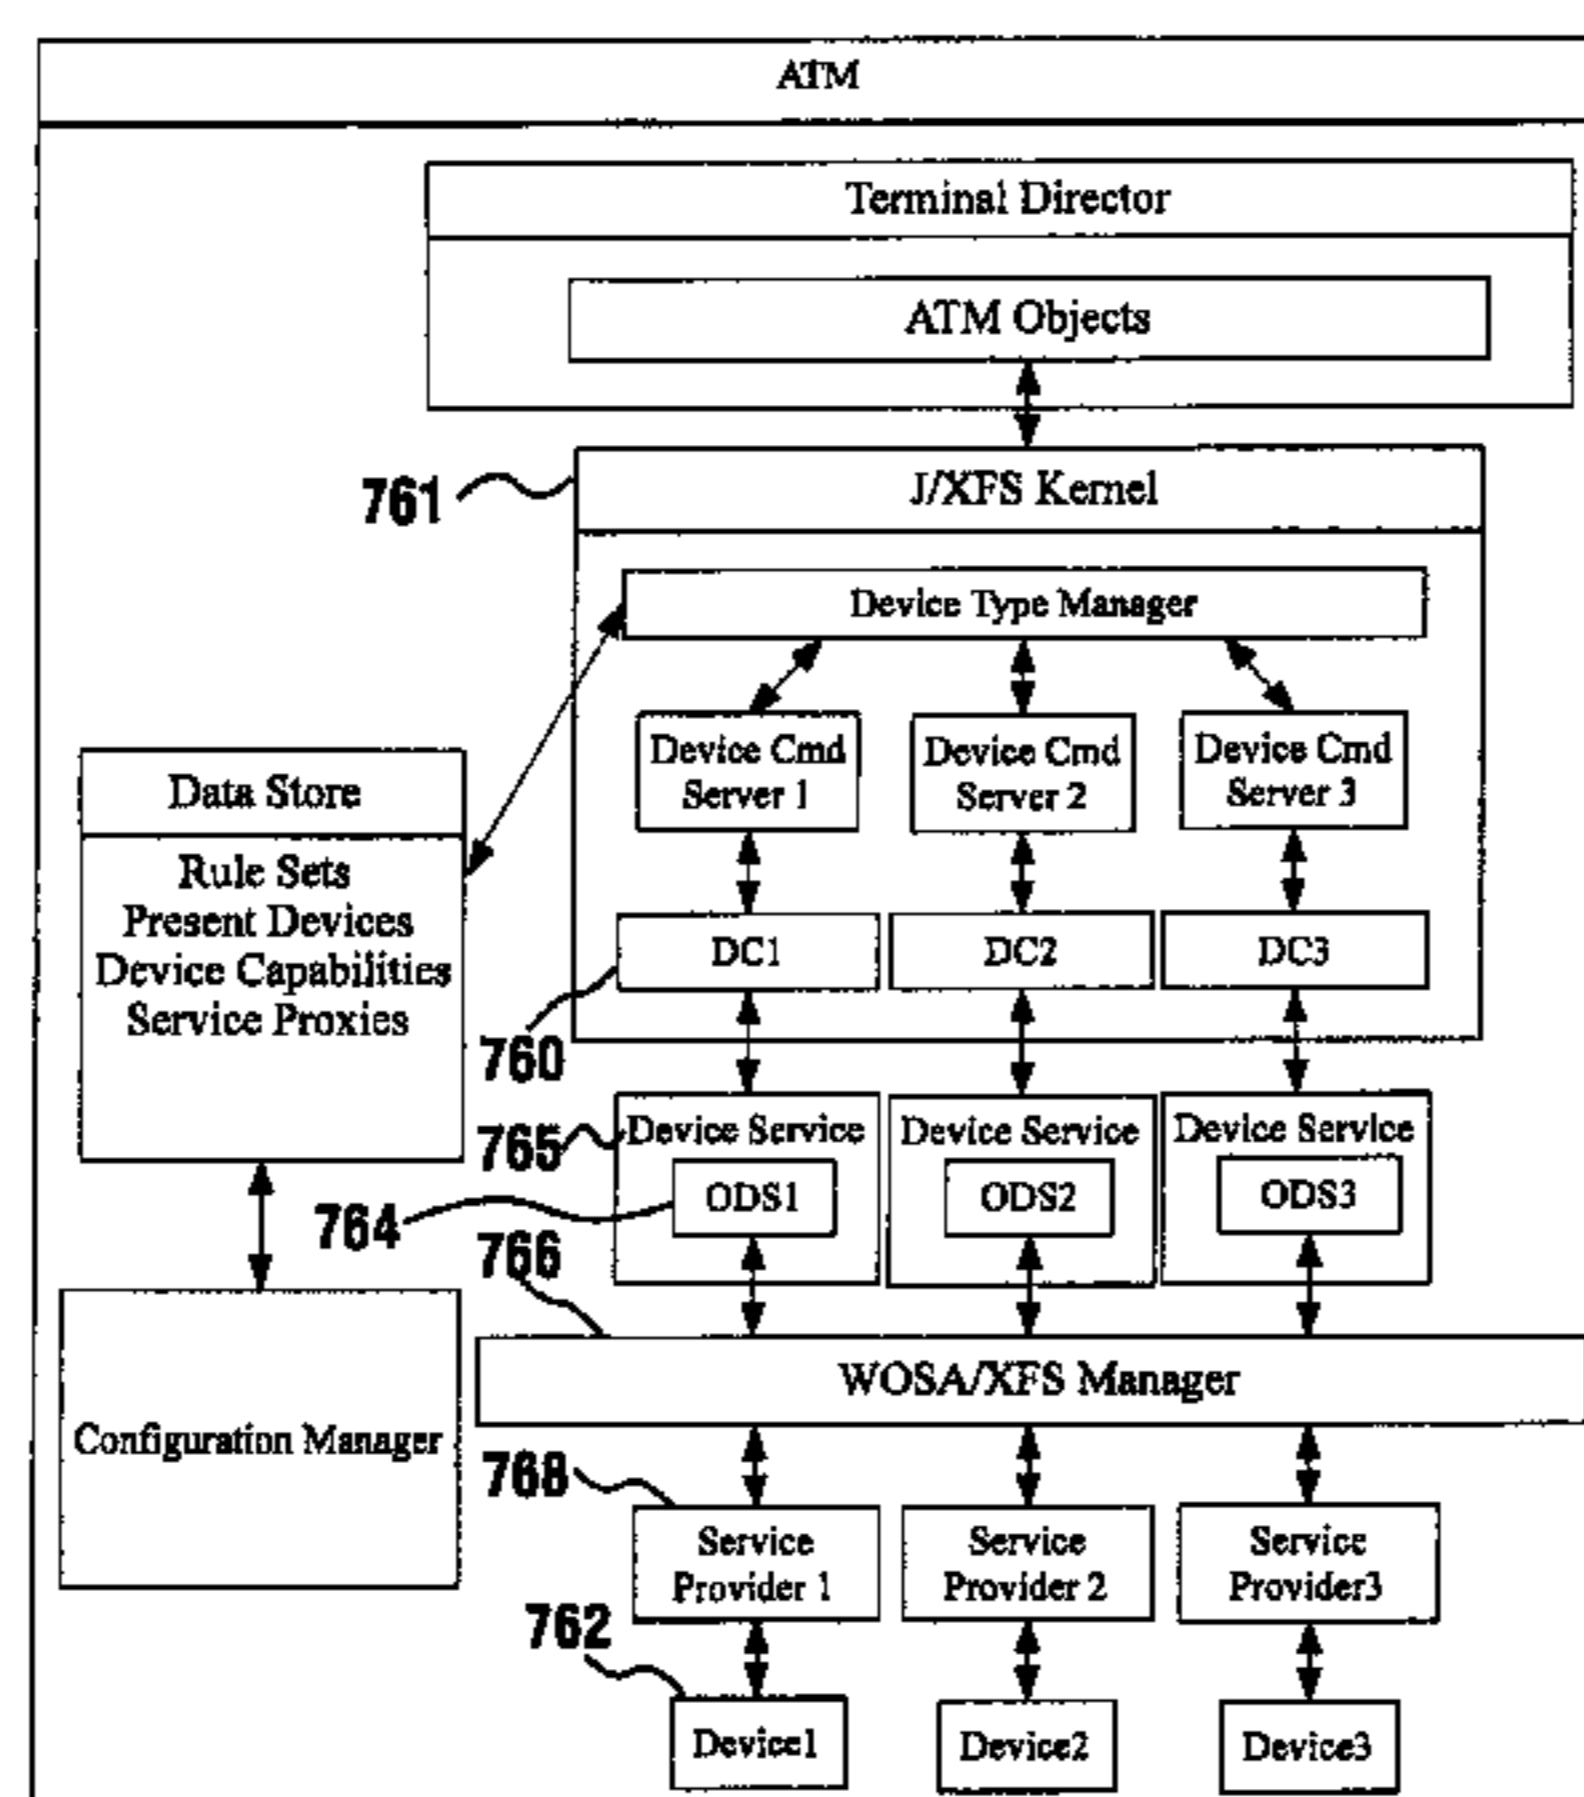 ATM
Terminal Director
ATM Objects
761
J/XFS Kernel
Device Type Manager
Device Cmd
Server 1
Device Cmd
Server 2
Device Cmd
Server 3
Data Store
Rule Sets
Present Devices
Device Capabilities
Service Proxies
DC1
DC2
DC3
760
765
Device Service
ODS1
Device Service
ODS2
Device Service
ODS3
764
766
WOSA/XFS Manager
Configuration Manager
768
Service
Provider 1
Service
Provider 2
Service
Provider3
762
Device1
Device2
Device3